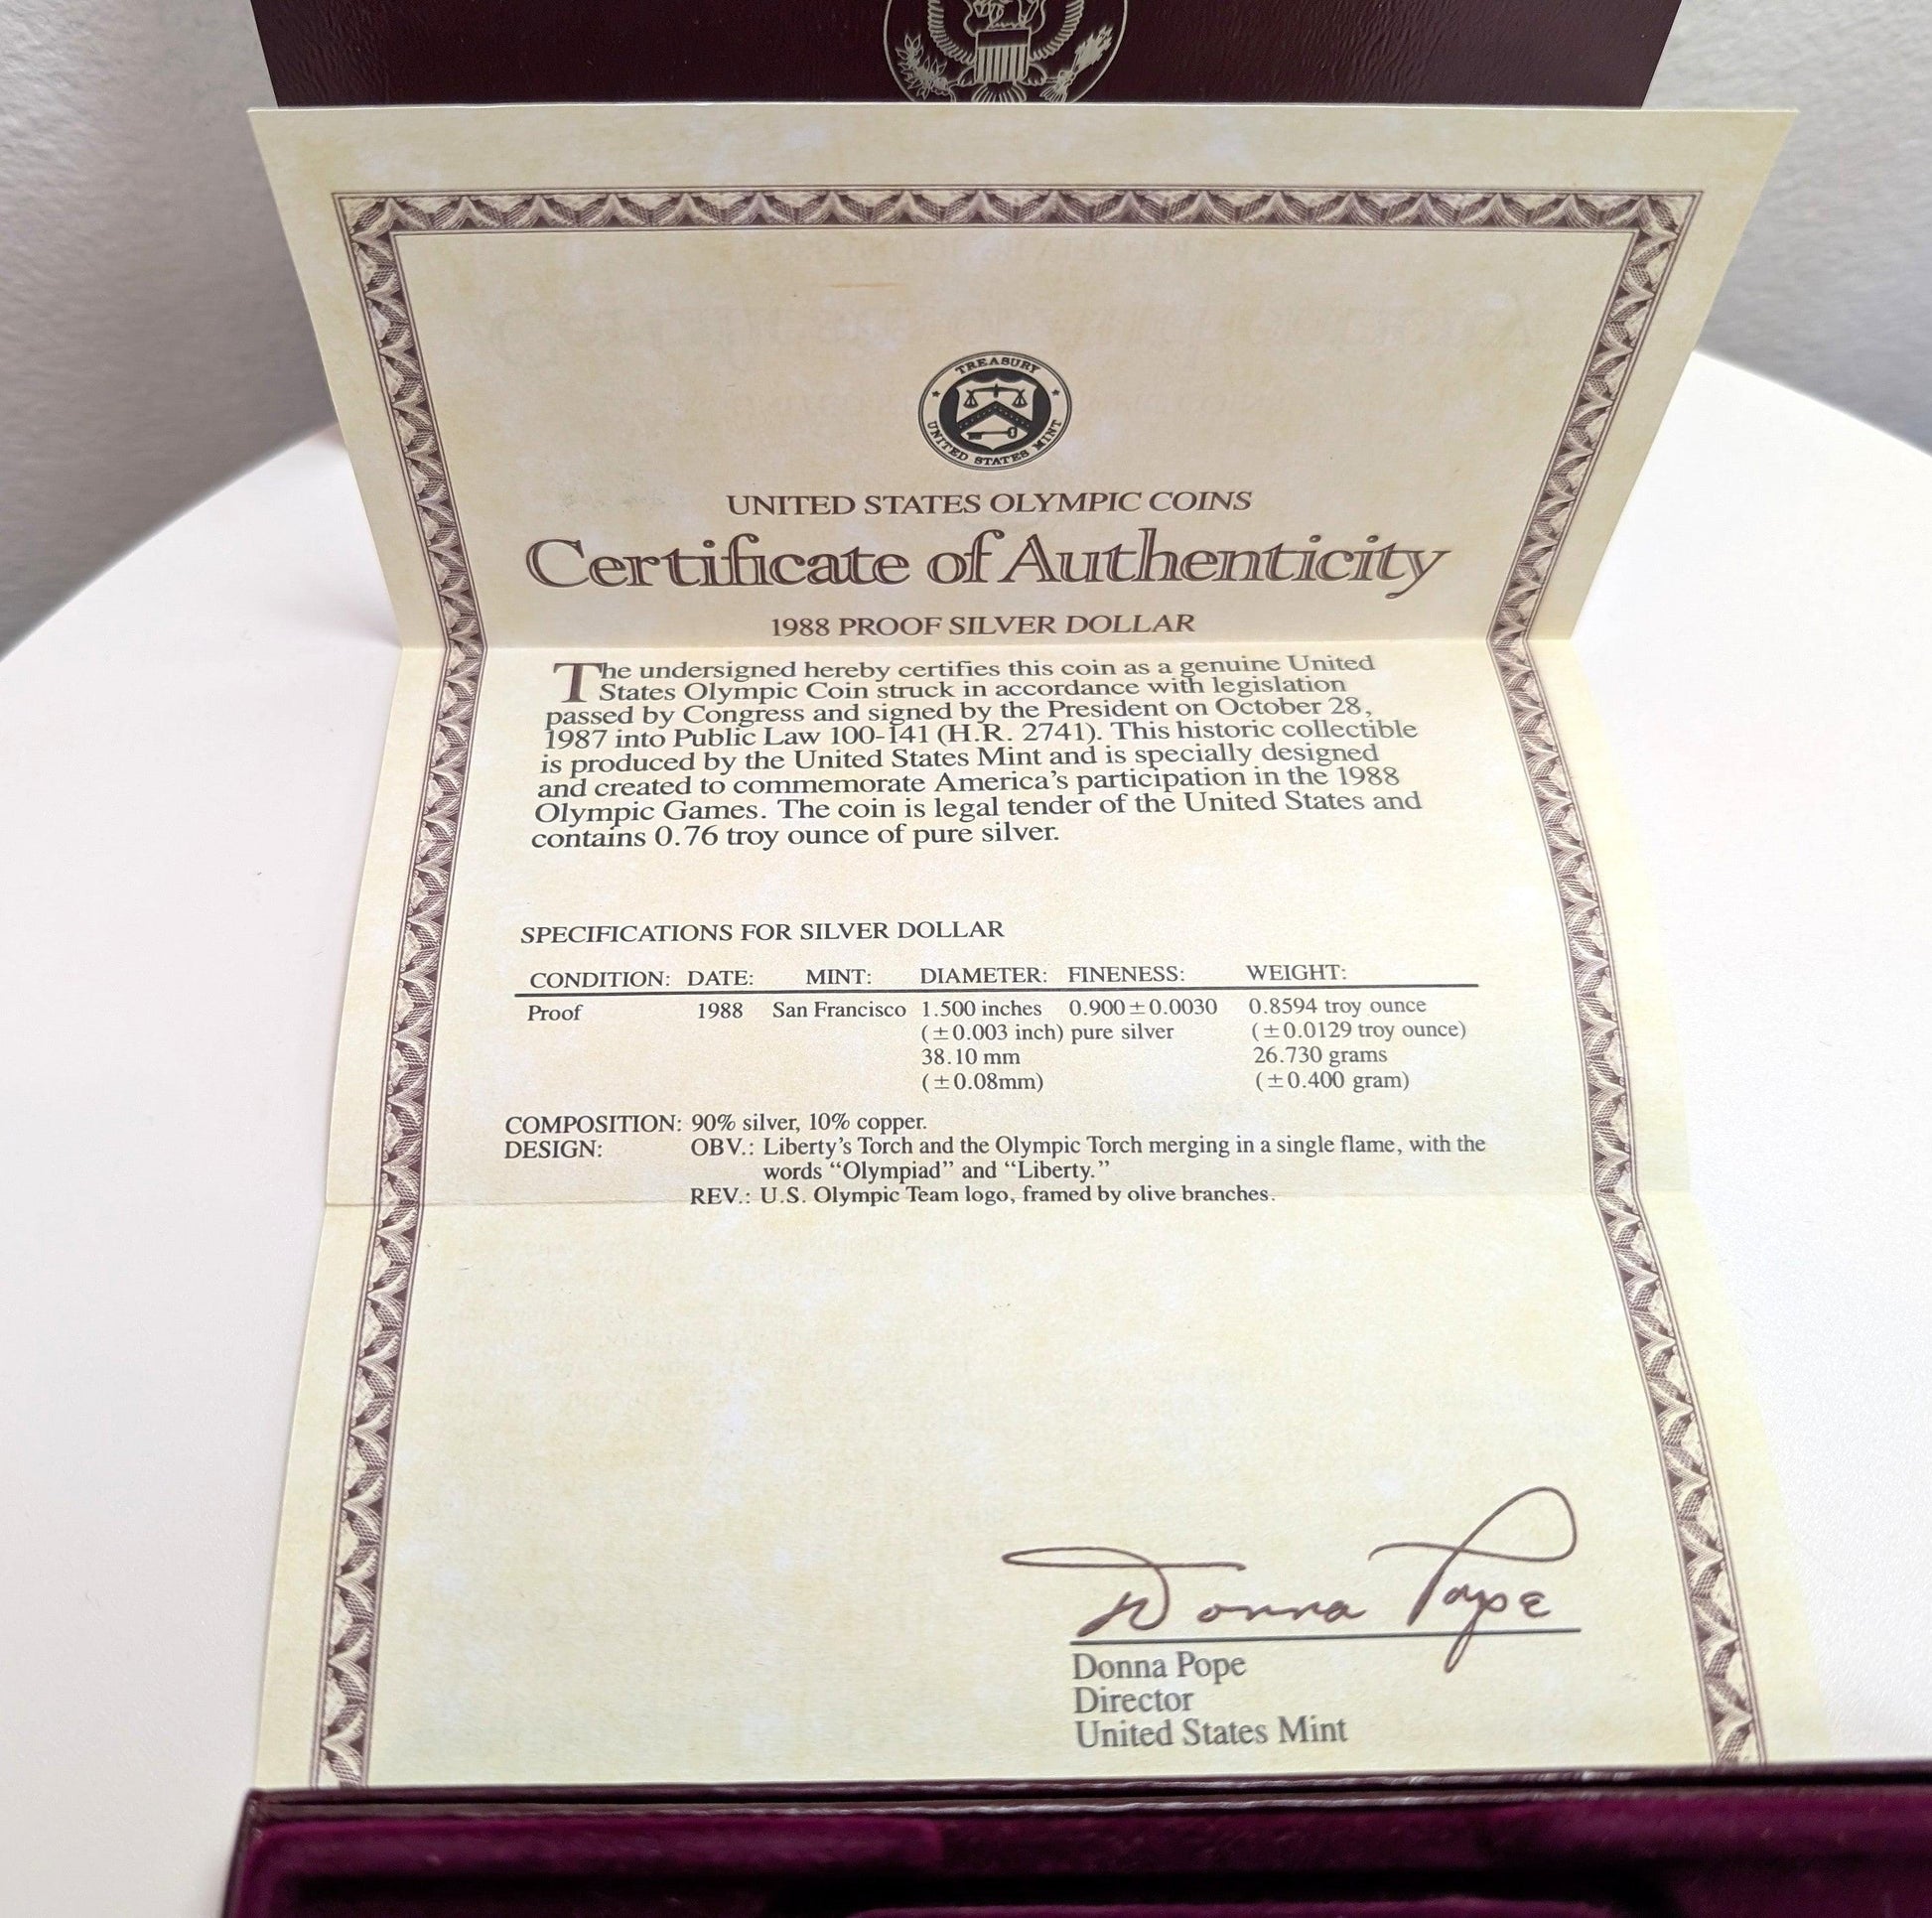 TREASURY
UNITED STATES MINT
UNITED STATES OLYMPIC COINS
Certificate of Authenticity
1988 PROOF SILVER DOLLAR
The undersigned hereby certifies this coin as a genuine United
States Olympic Coin struck in accordance with legislation
passed by Congress and signed by the President on October 28,
1987 into Public Law 100-141 (H.R. 2741). This historic collectible
is produced by the United States Mint and is specially designed
and created to commemorate America's participation in the 1988
Olympic Games. The coin is legal tender of the United States and
contains 0.76 troy ounce of pure silver.
SPECIFICATIONS FOR SILVER DOLLAR
CONDITION: DATE: MINT: DIAMETER: FINENESS: WEIGHT:
Proof 1988 San Francisco 1.500 inches 0.900±0.0030 0.8594 troy ounce
(±0.003 inch) pure silver (±0.0129 troy ounce)
38.10 mm 26.730 grams
(±0.08mm) (±0.400 gram)
COMPOSITION: 90% silver, 10% copper.
DESIGN: OBV.: Liberty's Torch and the Olympic Torch merging in a single flame, with the
words "Olympiad" and "Liberty."
REV.: U.S. Olympic Team logo, framed by olive branches.
Donna Pope
Donna Pope
Director
United States Mint